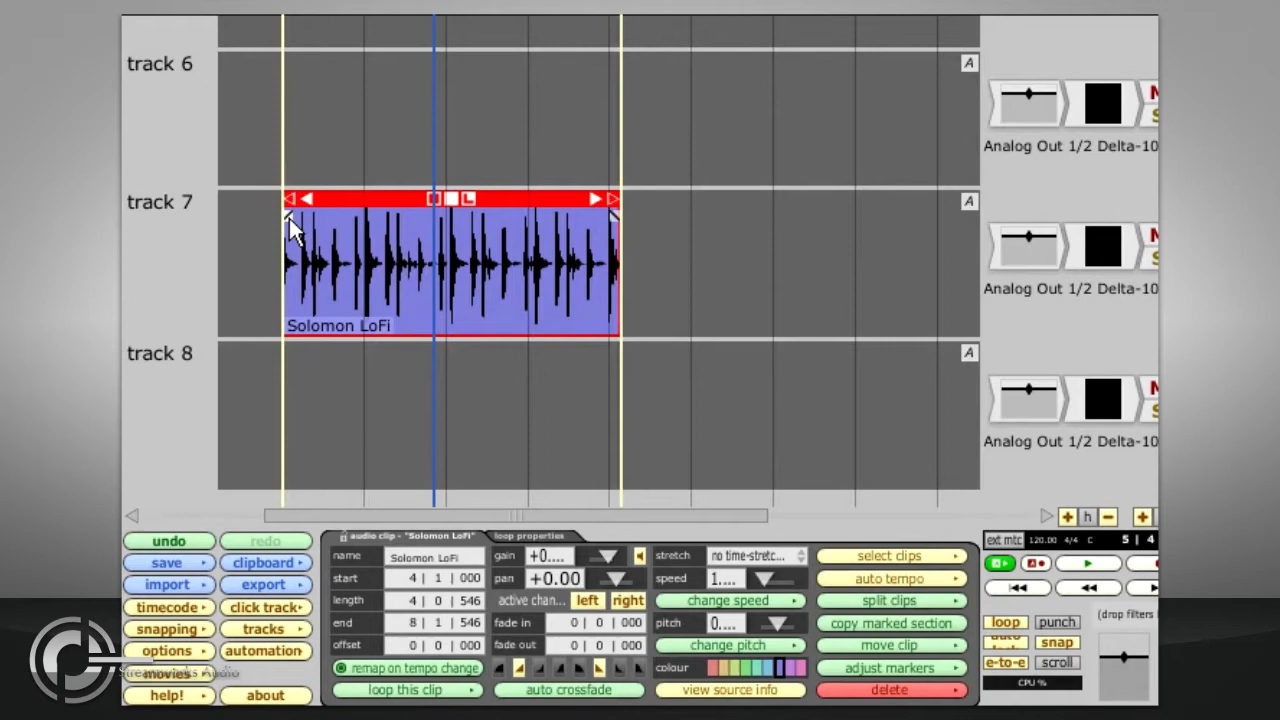 track 6
A
Analog Out 1/2 Delta-10
track 7
A
Analog Out 1/2 Delta-10
Solomon LoFi
track 8
A
Analog Out 1/2 Delta-10
h
undo redo
save clipboard
import export
timecode click track
snapping tracks
options automation
movies
help! about
audio clip - "Solomon LoFi" loop properties
name Solomon LoFi
start 4 | 1 | 000
length 4 | 0 | 546
end 8 | 1 | 546
offset 0 | 0 | 000
remap on tempo change
loop this clip
gain +0....
pan +0.00
active chan... left right
fade in 0 | 0 | 000
fade out 0 | 0 | 000
auto crossfade
stretch no time-stretc...
speed 1....
change speed
pitch 0....
change pitch
colour
view source info
select clips
auto tempo
split clips
copy marked section
move clip
adjust markers
delete
ext mtc 120.00 4/4 C 5 | 4
loop punch
snap
e-to-e scroll
CPU %
(drop filters